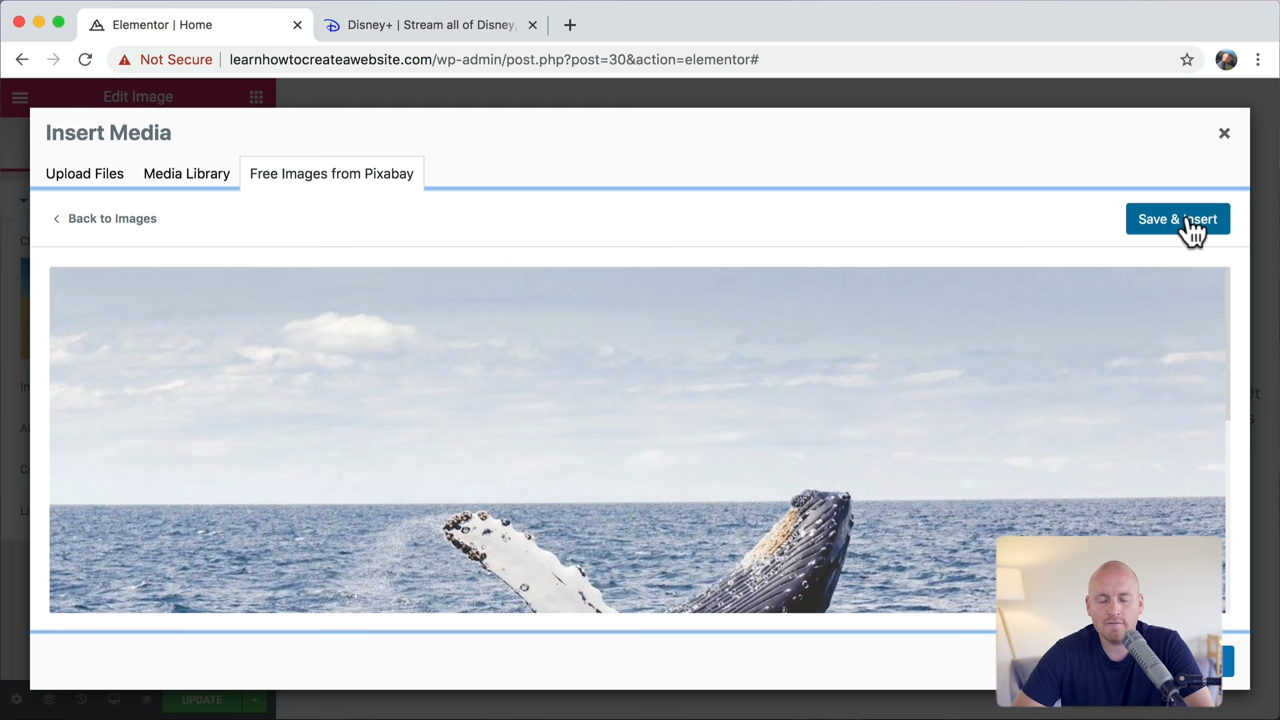 Elementor | Home
Disney+ | Stream all of Disney,
Not Secure
learnhowtocreateawebsite.com/wp-admin/post.php?post=30&action=elementor#
Edit Image
Insert Media
Upload Files
Media Library
Free Images from Pixabay
Back to Images
Save & Insert
UPDATE